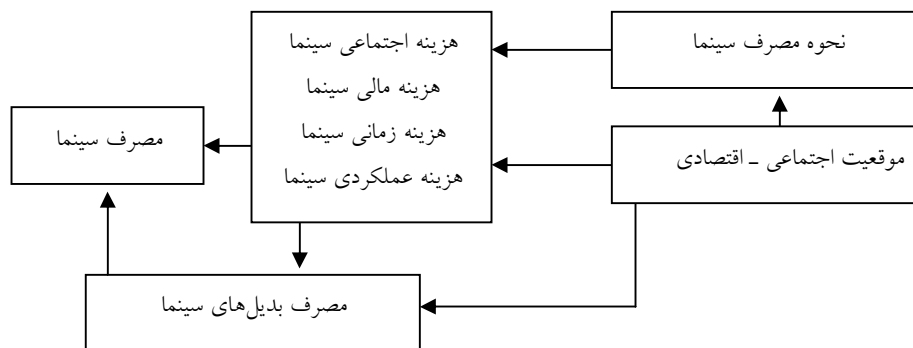 نحوه مصرف سینما
هزینه اجتماعی سینما
هزینه مالی سینما
هزینه زمانی سینما
هزینه عملکردی سینما
موقعیت اجتماعی ـ اقتصادی
مصرف سینما
مصرف بدیل‌های سینما